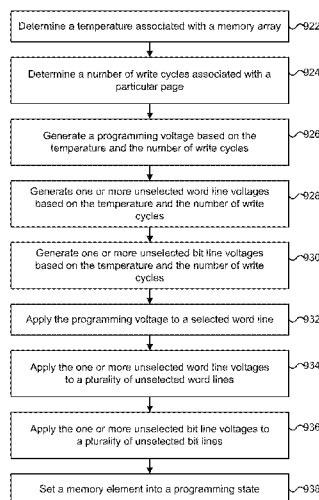 Determine a temperature associated with a memory array
922
Determine a number of write cycles associated with a
particular page
924
Generate a programming voltage based on the
temperature and the number of write cycles
926
Generate one or more unselected word line voltages
based on the temperature and the number of write
cycles
928
Generate one or more unselected bit line voltages
based on the temperature and the number of write
cycles
930
Apply the programming voltage to a selected word line
932
Apply the one or more unselected word line voltages
to a plurality of unselected word lines
934
Apply the one or more unselected bit line voltages to
a plurality of unselected bit lines
936
Set a memory element into a programming state
938